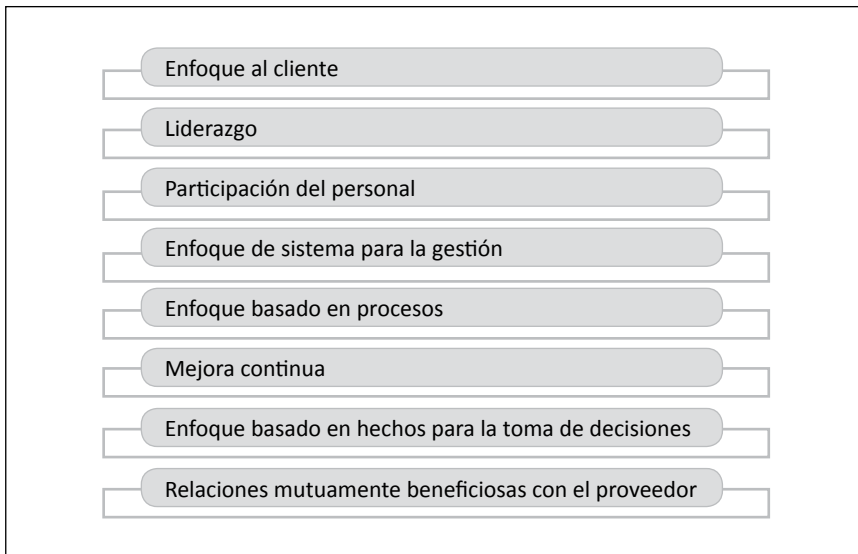 Enfoque al cliente
Liderazgo
Participación del personal
Enfoque de sistema para la gestión
Enfoque basado en procesos
Mejora continua
Enfoque basado en hechos para la toma de decisiones
Relaciones mutuamente beneficiosas con el proveedor